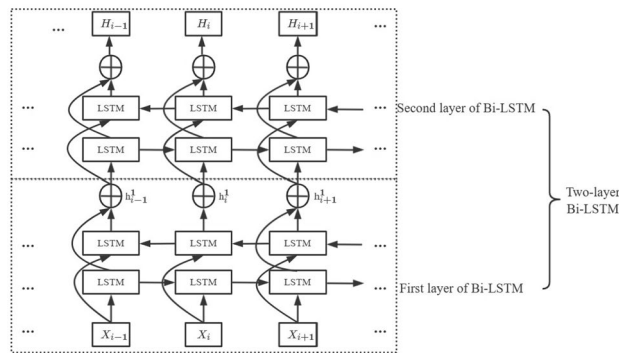 ... H_{i-1} H_i H_{i+1} ...
... LSTM LSTM LSTM ... Second layer of Bi-LSTM
... LSTM LSTM LSTM ...
h^1_{i-1} h^1_i h^1_{i+1}
Two-layer
Bi-LSTM
... LSTM LSTM LSTM ...
... LSTM LSTM LSTM ... First layer of Bi-LSTM
... X_{i-1} X_i X_{i+1} ...